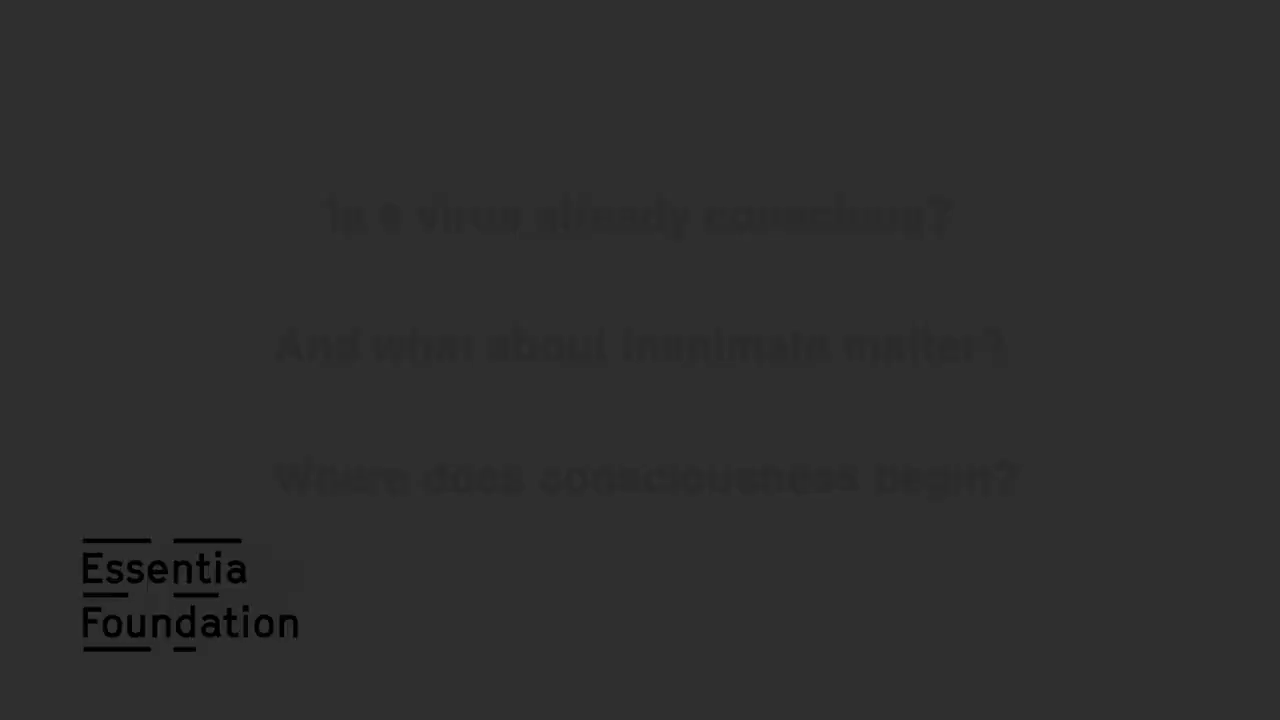 Is a virus already conscious?
And what about inanimate matter?
Where does consciousness begin?
Essentia
Foundation